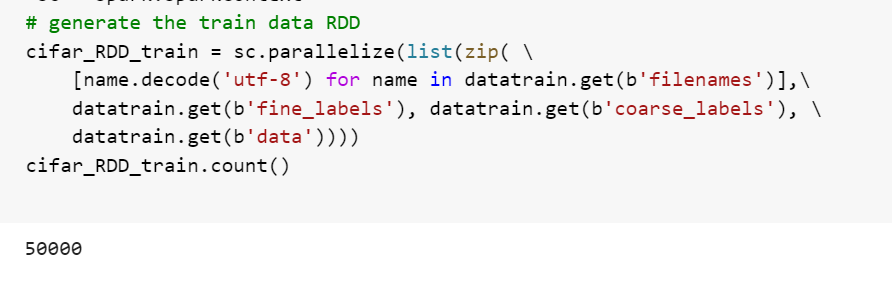 # generate the train data RDD
cifar_RDD_train = sc.parallelize(list(zip( \
[name.decode('utf-8') for name in datatrain.get(b'filenames')],\
datatrain.get(b'fine_labels'), datatrain.get(b'coarse_labels'), \
datatrain.get(b'data'))))
cifar_RDD_train.count()
50000